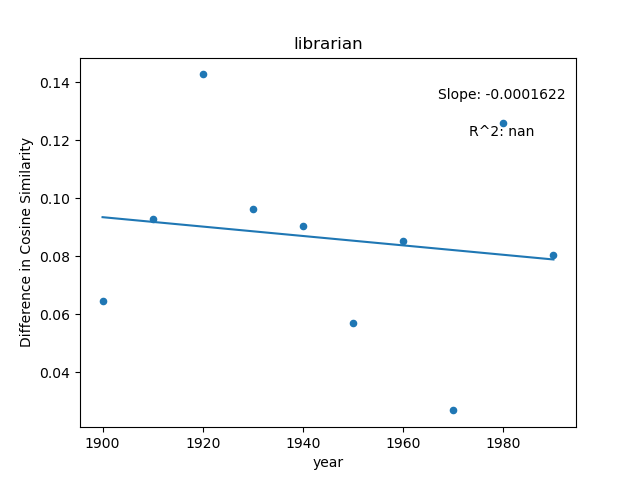 librarian
Slope: -0.0001622
R^2: nan
Difference in Cosine Similarity
0.14
0.12
0.10
0.08
0.06
0.04
1900 1920 1940 1960 1980
year